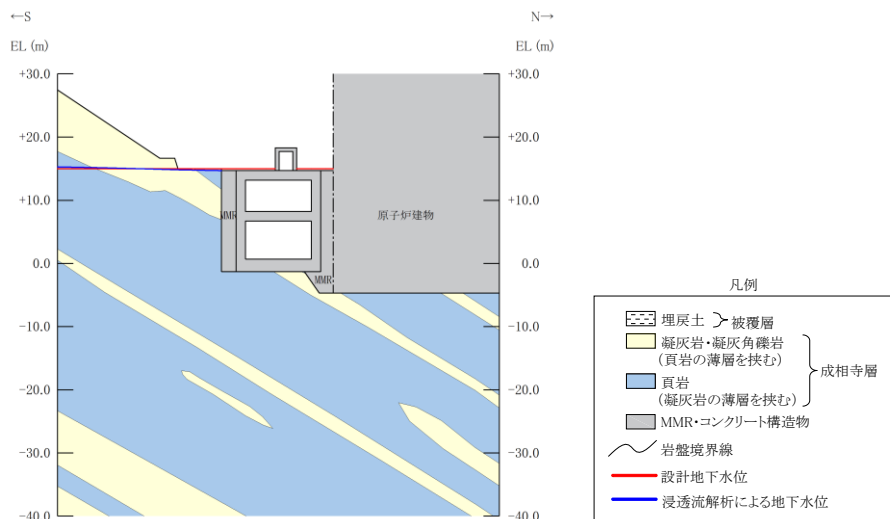 ←S
N→
EL (m)
EL (m)
+30.0
+30.0
+20.0
+20.0
+10.0
+10.0
MMR
原子炉建物
0.0
0.0
MMR
-10.0
-10.0
-20.0
-20.0
-30.0
-30.0
-40.0
-40.0
凡例
埋戻土
被覆層
凝灰岩・凝灰角礫岩
(頁岩の薄層を挟む)
成相寺層
頁岩
(凝灰岩の薄層を挟む)
MMR・コンクリート構造物
岩盤境界線
設計地下水位
浸透流解析による地下水位